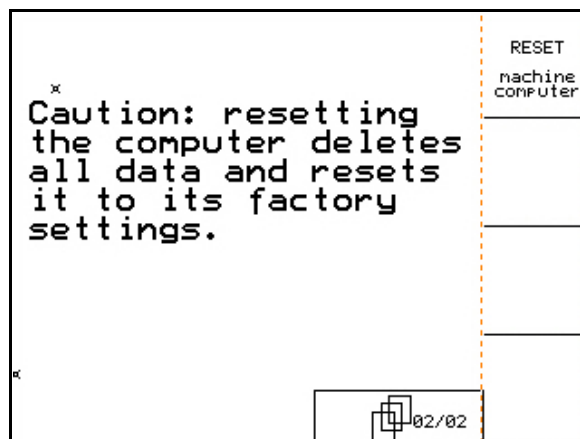 Caution: resetting
the computer deletes
all data and resets
it to its factory
settings.
RESET
machine
computer
02/02